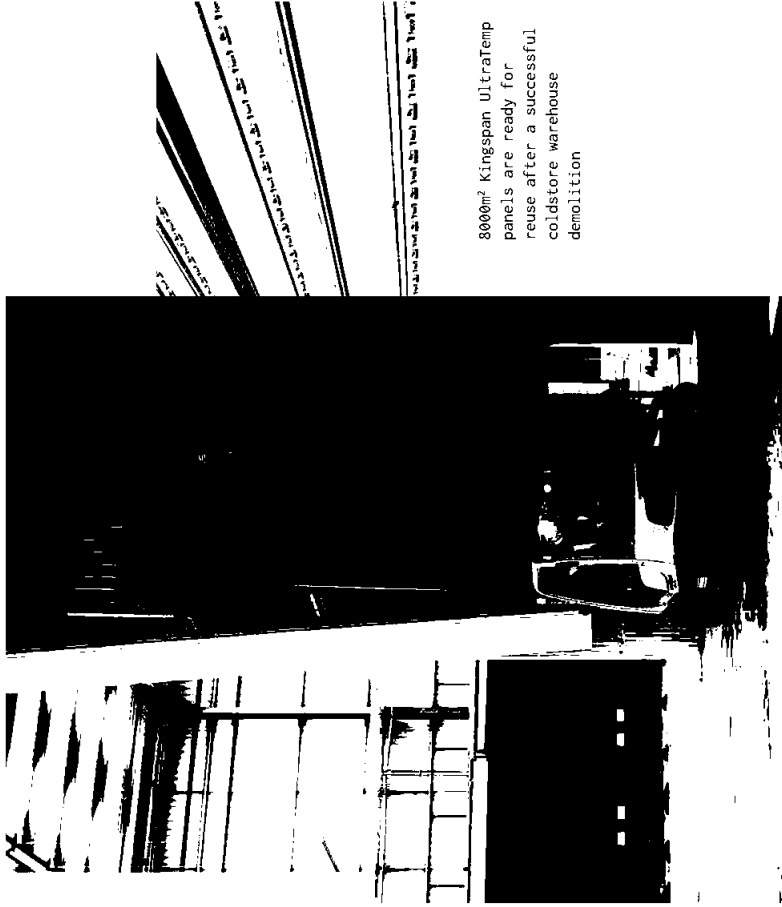 8000m² Kingspan UltraTemp
panels are ready for
reuse after a successful
coldstore warehouse
demolition